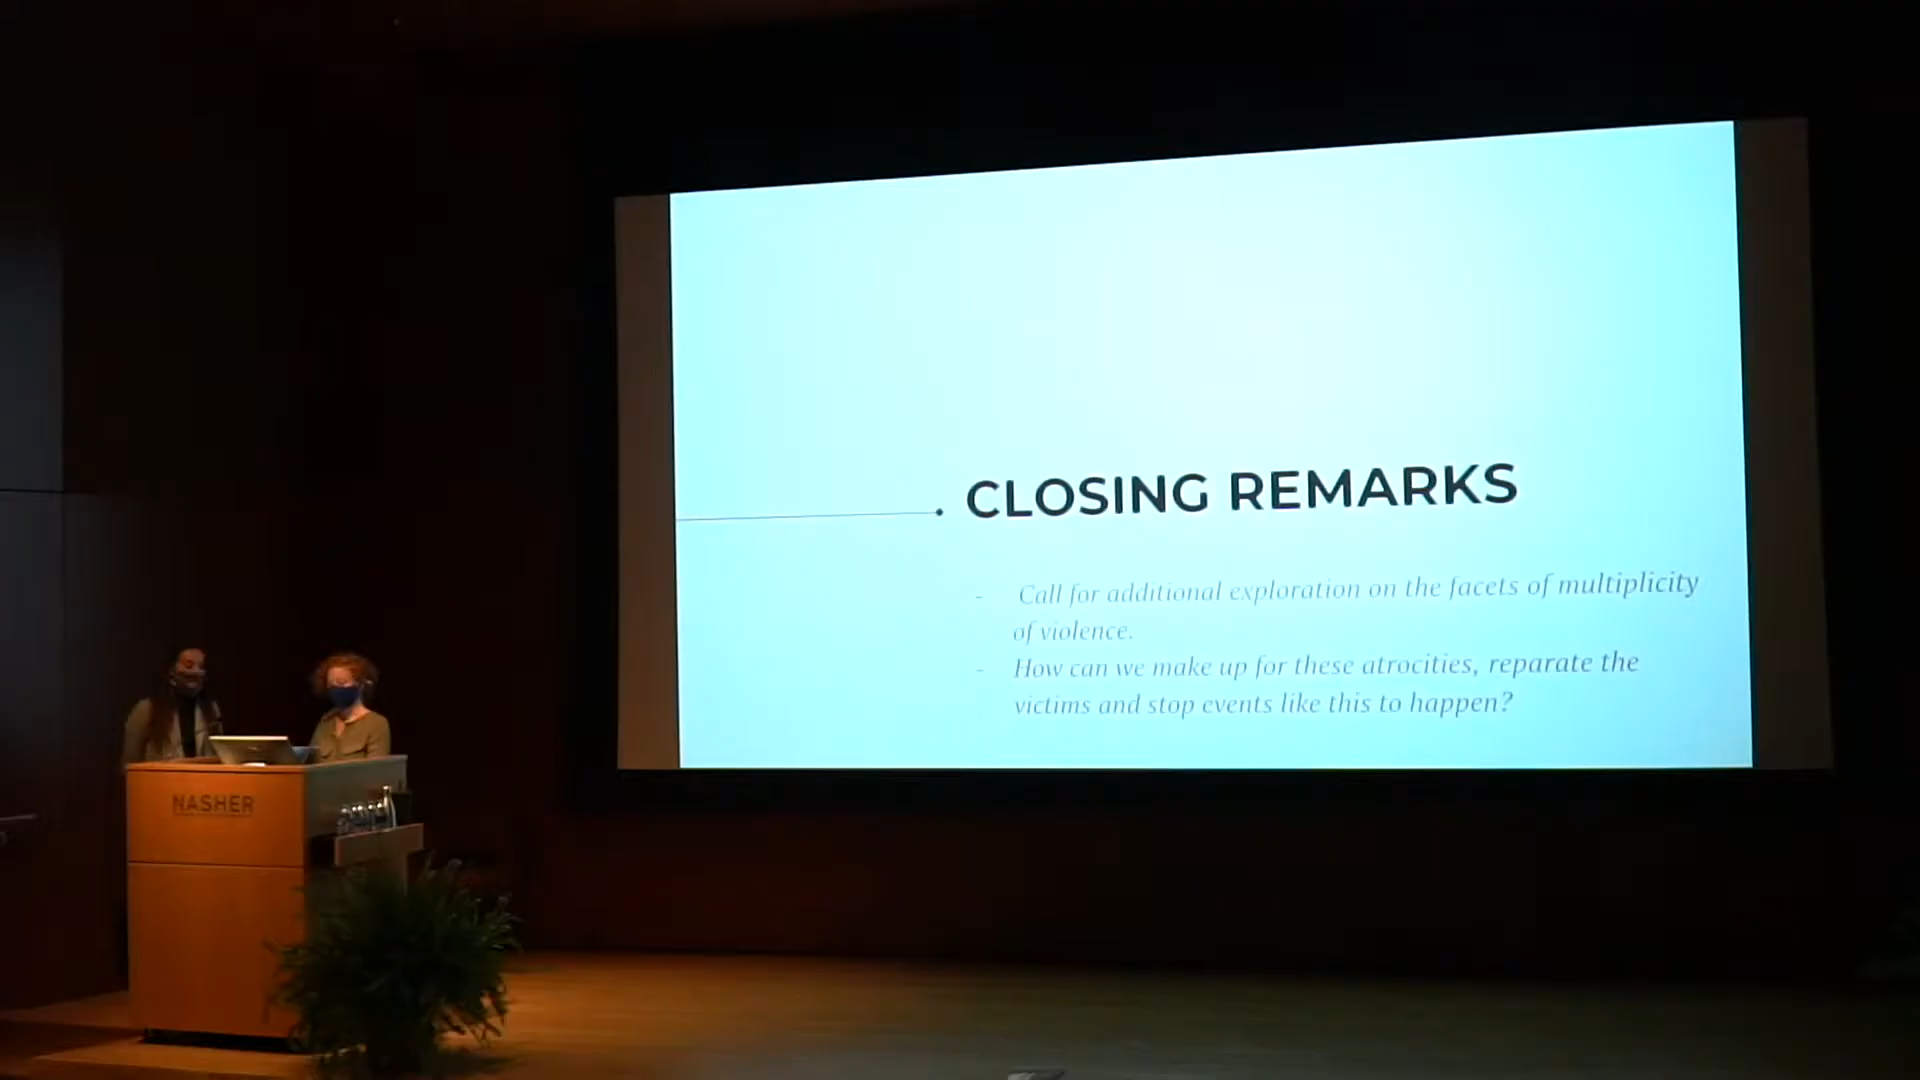 CLOSING REMARKS
- Call for additional exploration on the facets of multiplicity
of violence.
- How can we make up for these atrocities, reparate the
victims and stop events like this to happen?
NASHER